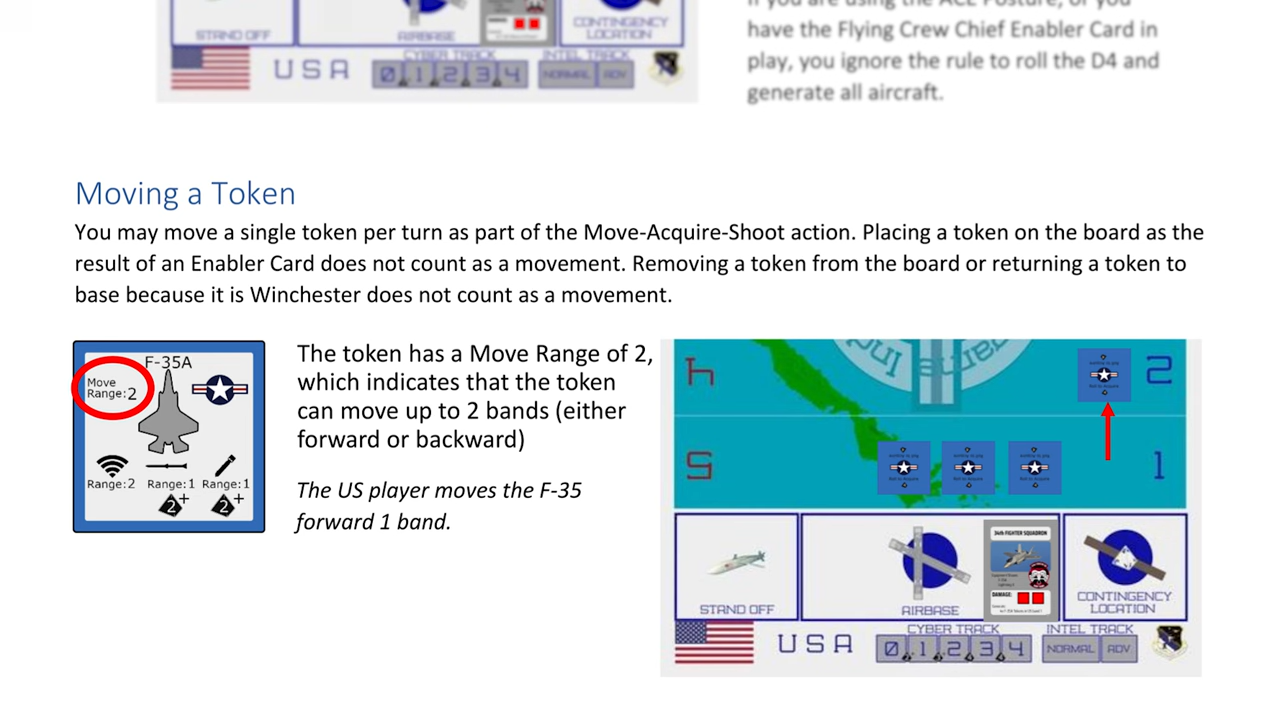 If you are using the ACE Posture, or you
have the Flying Crew Chief Enabler Card in
play, you ignore the rule to roll the D4 and
generate all aircraft.
STAND OFF
AIRBASE
CONTINGENCY
LOCATION
CYBER TRACK
INTEL TRACK
USA
0 1 2 3 4
NORMAL
ADV
Moving a Token
You may move a single token per turn as part of the Move-Acquire-Shoot action. Placing a token on the board as the
result of an Enabler Card does not count as a movement. Removing a token from the board or returning a token to
base because it is Winchester does not count as a movement.
F-35A
Move
Range:2
Range:2
Range:1
Range:1
2+
2+
The token has a Move Range of 2,
which indicates that the token
can move up to 2 bands (either
forward or backward)
The US player moves the F-35
forward 1 band.
4
2
5
1
34th FIGHTER SQUADRON
DAMAGE:
STAND OFF
AIRBASE
CONTINGENCY
LOCATION
CYBER TRACK
INTEL TRACK
USA
0 1 2 3 4
NORMAL
ADV